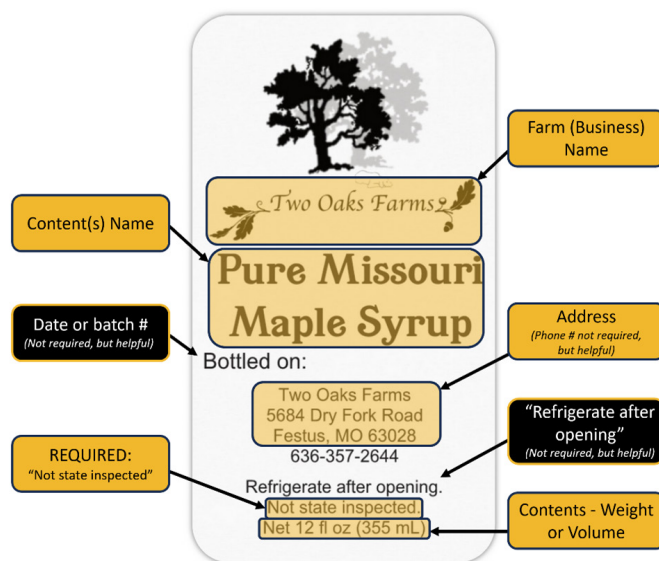 Farm (Business)
Name
Two Oaks Farms
Content(s) Name
Pure Missouri
Maple Syrup
Date or batch #
(Not required, but helpful)
Address
(Phone # not required,
but helpful)
Bottled on:
Two Oaks Farms
5684 Dry Fork Road
Festus, MO 63028
636-357-2644
"Refrigerate after
opening"
(Not required, but helpful)
REQUIRED:
"Not state inspected"
Refrigerate after opening.
Not state inspected.
Net 12 fl oz (355 mL)
Contents - Weight
or Volume